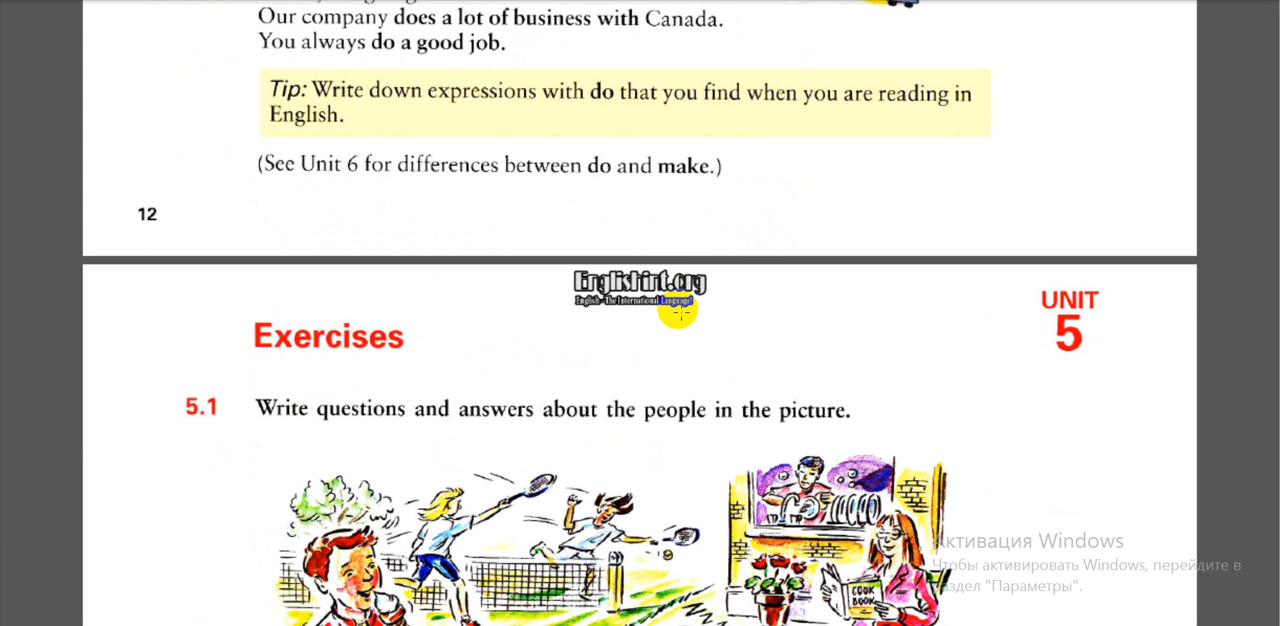 Our company does a lot of business with Canada.
You always do a good job.
Tip: Write down expressions with do that you find when you are reading in
English.
(See Unit 6 for differences between do and make.)
12
Englishint.org
English - The International Language!
UNIT
5
Exercises
5.1 Write questions and answers about the people in the picture.
COOK
BOOK
Активация Windows
Чтобы активировать Windows, перейдите в
раздел "Параметры".